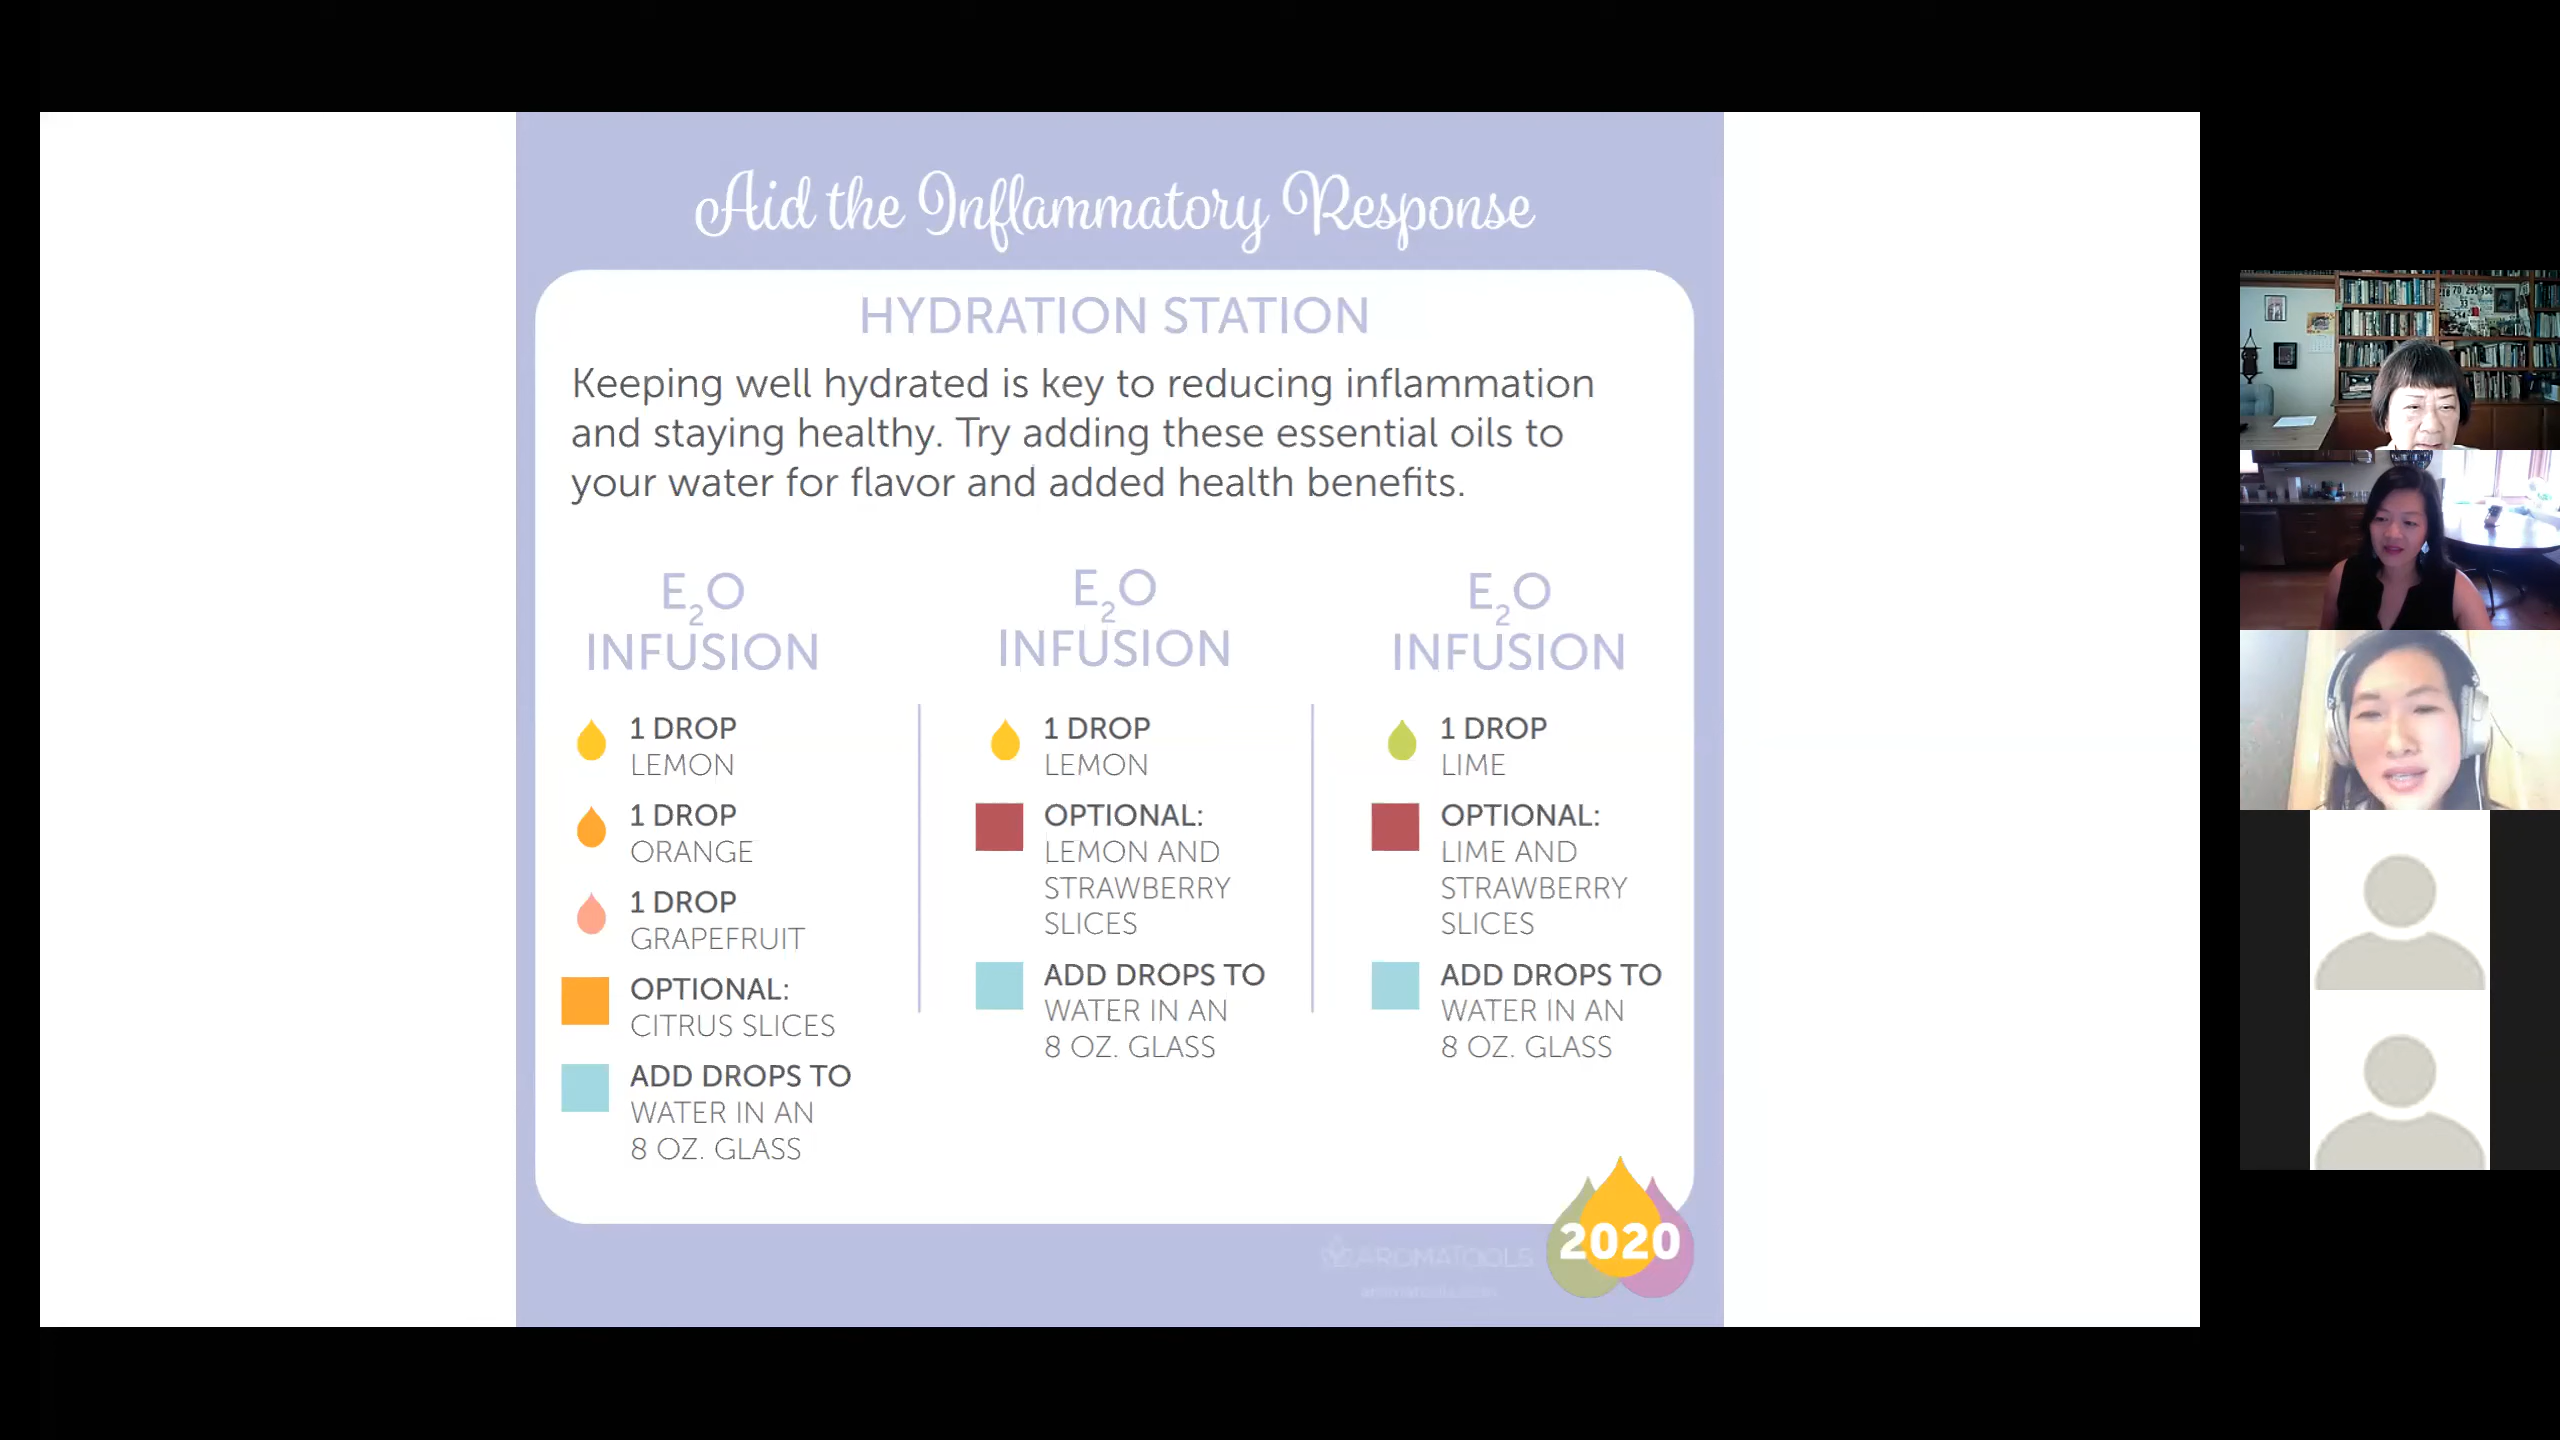 Aid the Inflammatory Response
HYDRATION STATION
Keeping well hydrated is key to reducing inflammation
and staying healthy. Try adding these essential oils to
your water for flavor and added health benefits.
E₂O
INFUSION
1 DROP
LEMON
1 DROP
ORANGE
1 DROP
GRAPEFRUIT
OPTIONAL:
CITRUS SLICES
ADD DROPS TO
WATER IN AN
8 OZ. GLASS
E₂O
INFUSION
1 DROP
LEMON
OPTIONAL:
LEMON AND
STRAWBERRY
SLICES
ADD DROPS TO
WATER IN AN
8 OZ. GLASS
E₂O
INFUSION
1 DROP
LIME
OPTIONAL:
LIME AND
STRAWBERRY
SLICES
ADD DROPS TO
WATER IN AN
8 OZ. GLASS
AROMATOOLS
2020